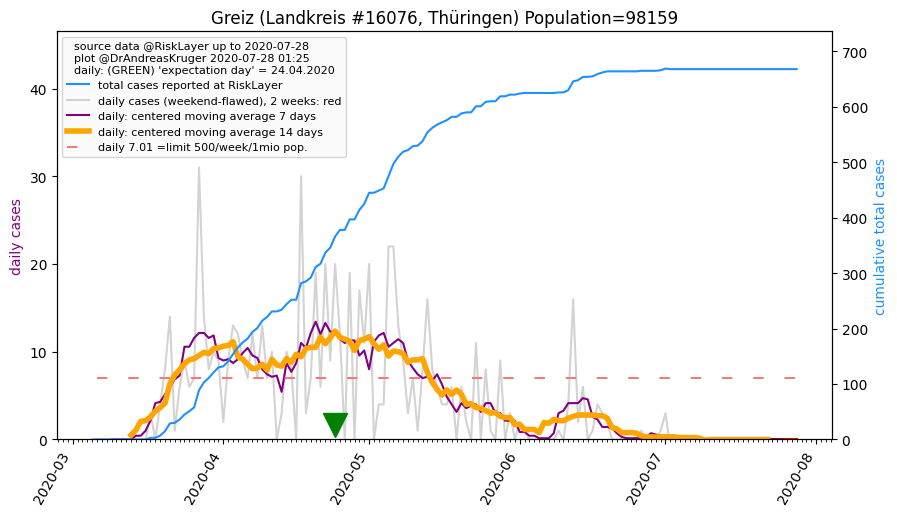 Greiz (Landkreis #16076, Thüringen) Population=98159
source data @RiskLayer up to 2020-07-28
plot @DrAndreasKruger 2020-07-28 01:25
daily: (GREEN) 'expectation day' = 24.04.2020
total cases reported at RiskLayer
daily cases (weekend-flawed), 2 weeks: red
daily: centered moving average 7 days
daily: centered moving average 14 days
daily 7.01 =limit 500/week/1mio pop.
daily cases
40
30
20
10
0
cumulative total cases
700
600
500
400
300
200
100
0
2020-03
2020-04
2020-05
2020-06
2020-07
2020-08